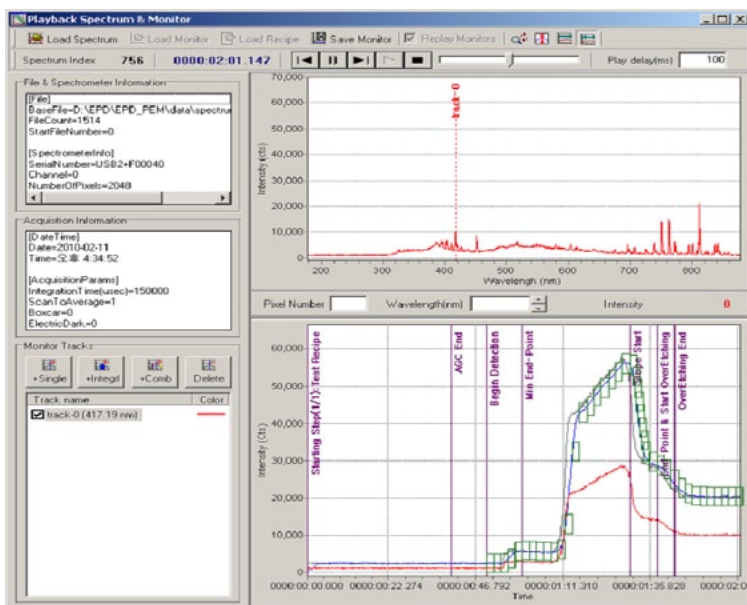 Playback Spectrum & Monitor
Load Spectrum Load Monitor Load Recipe Save Monitor Replay Monitors
Spectrum Index 756 0000:02:01.147 Play delay(ms) 100
File & Spectrometer Information
[File]
BaseFile=D:\EPD\EPD_PEM\data\spectrur
FileCount=1514
StartFileNumber=0
[SpectrometerInfo]
SerialNumber=USB2+F00040
Channel=0
NumberOfPixels=2048
Acquisition Information
[DateTime]
Date=2010-02-11
Time=오후 4:34:52
[AcquisitionParams]
IntegrationTime(usec)=150000
ScanToAverage=1
Boxcar=0
ElectricDark=0
Monitor Tracks
+Single +Integil +Comb Delete
Track name Color
track-0 (417.19 nm)
70,000
60,000
50,000
40,000
30,000
20,000
10,000
0
Intensity (cts)
track-0
200 300 400 500 600 700 800
Wavelengh (nm)
Pixel Number Wavelength(nm) Intensity 0
60,000
50,000
40,000
30,000
20,000
10,000
0
Intensity (Cts)
Starting Step(1/1):Test Recipe
AGC End
Begin Detection
Min End-Point
Slope Start
End-Point & Start OverEtching
OverEtching End
0000:00:00.000 0000:00:22.274 0000:00:46.792 0000:01:11.310 0000:01:35.828 0000:02:0
Time